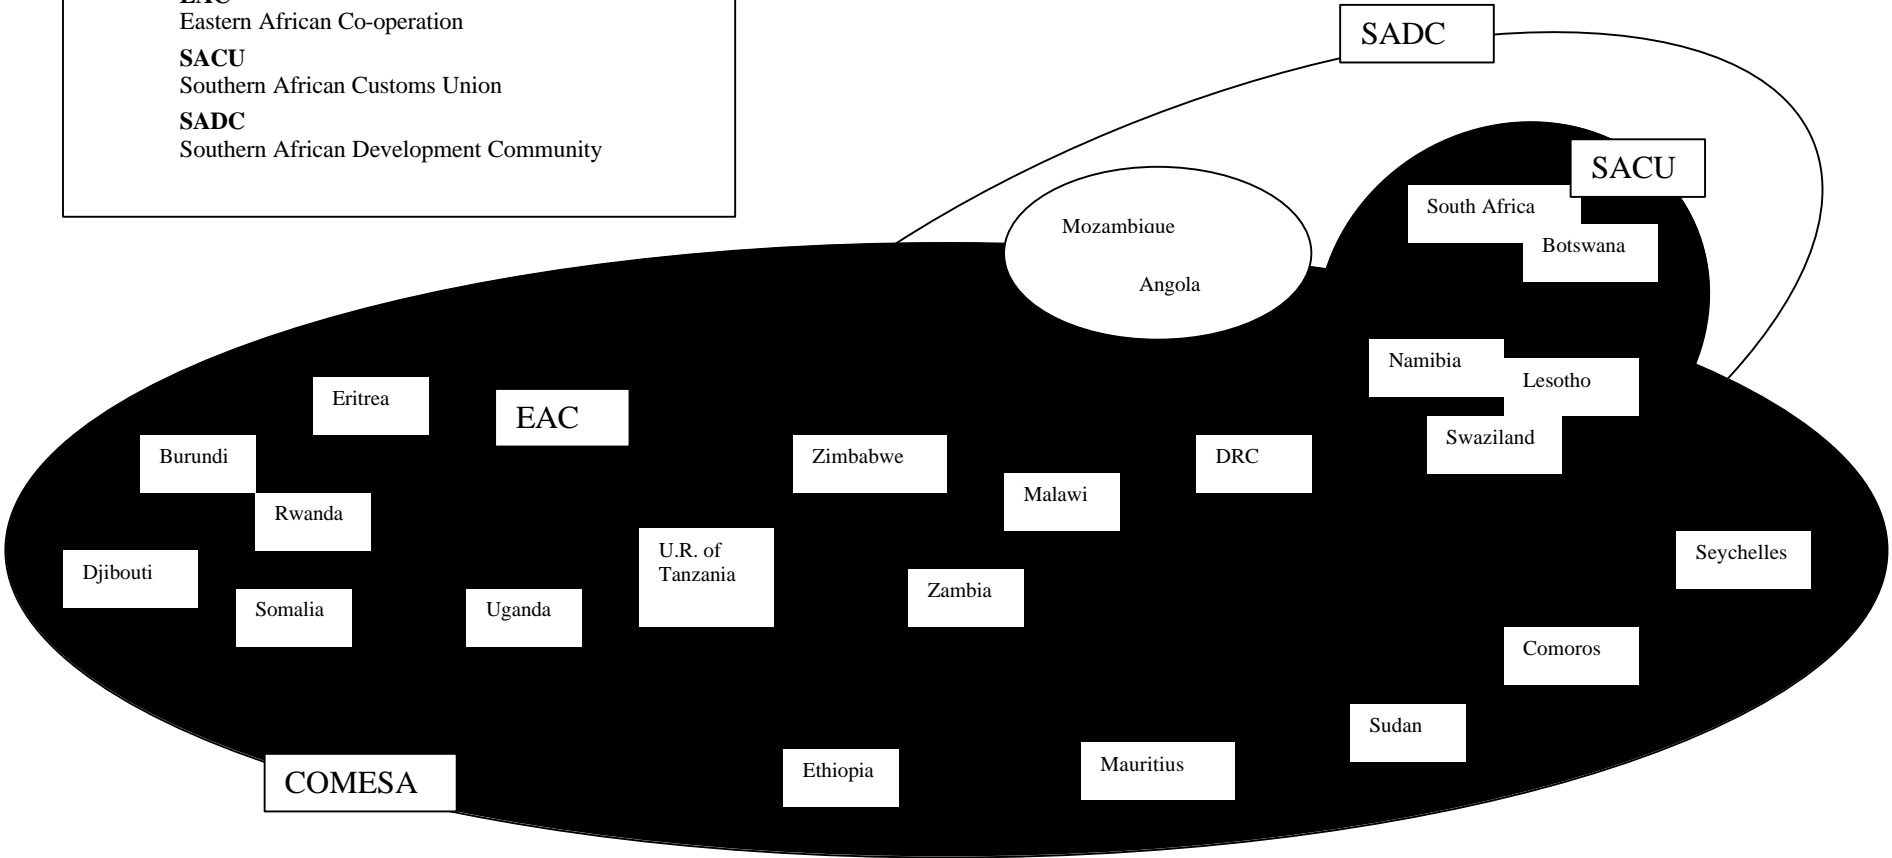 EAC
Eastern African Co-operation
SACU
Southern African Customs Union
SADC
Southern African Development Community
SADC
SACU
South Africa
Botswana
Mozambique
Angola
Namibia
Lesotho
Swaziland
Eritrea
EAC
Burundi
Rwanda
Zimbabwe
Malawi
DRC
U.R. of
Tanzania
Djibouti
Somalia
Uganda
Zambia
Seychelles
Comoros
Sudan
COMESA
Ethiopia
Mauritius